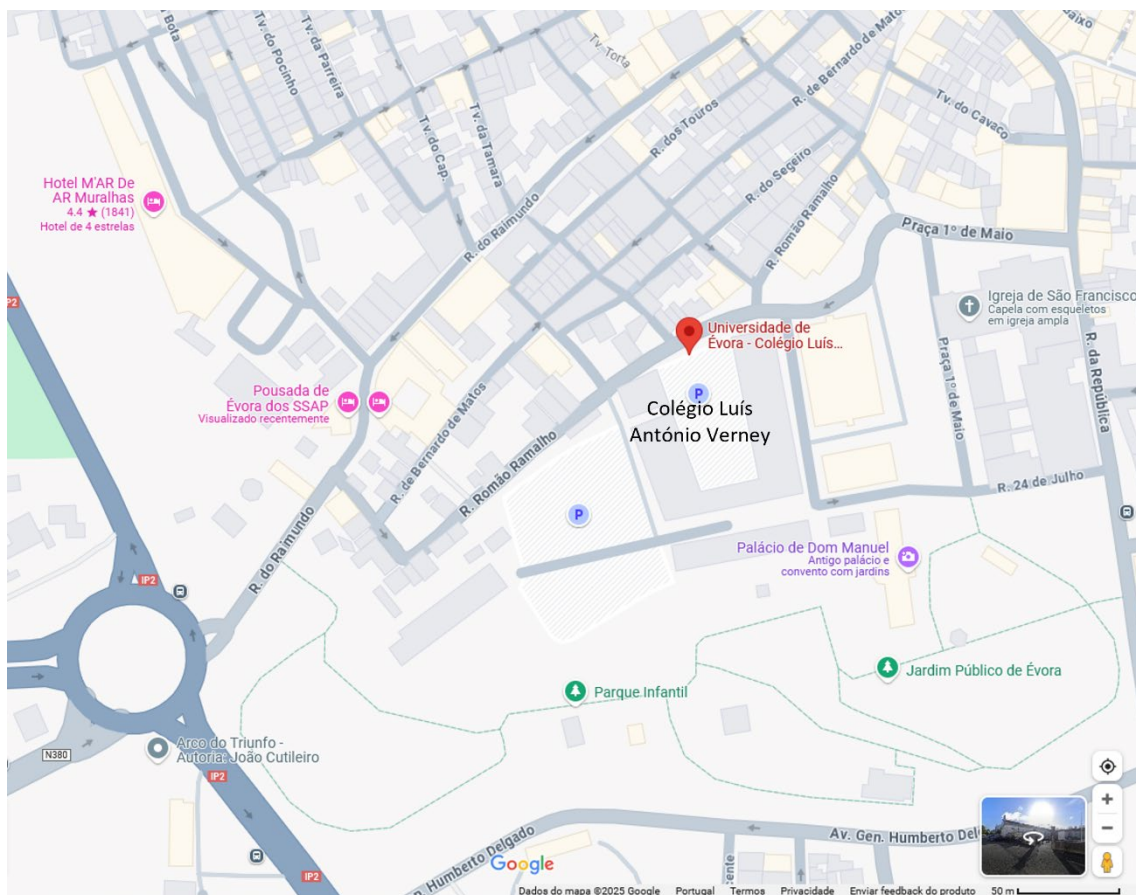 Bota
Tv. do Pocinho
Tv. da Parreira
Tv. Torta
R. de Bernardo de Matos
Tv. do Cavaco
Tv. do Cap.
Tv. da Tamara
R. dos Touros
R. do Segeiro
Hotel M'AR De
AR Muralhas
4.4 ★ (1841)
Hotel de 4 estrelas
R. do Raimundo
R. Romão Ramalho
Praça 1º de Maio
IP2
Igreja de São Francisco
Capela com esqueletos
em igreja ampla
Universidade de
Évora - Colégio Luís...
R. da República
Praça 1º de Maio
Pousada de
Évora dos SSAP
Visualizado recentemente
P
Colégio Luís
António Verney
R. de Bernardo de Matos
R. Romão Ramalho
R. 24 de Julho
P
Palácio de Dom Manuel
Antigo palácio e
convento com jardins
R. do Raimundo
IP2
Jardim Público de Évora
Parque Infantil
Arco do Triunfo -
Autoria: João Cutileiro
N380
IP2
Av. Gen. Humberto Del
Humberto Delgado
ente
Google
Dados do mapa ©2025 Google Portugal Termos Privacidade Enviar feedback do produto 50 m